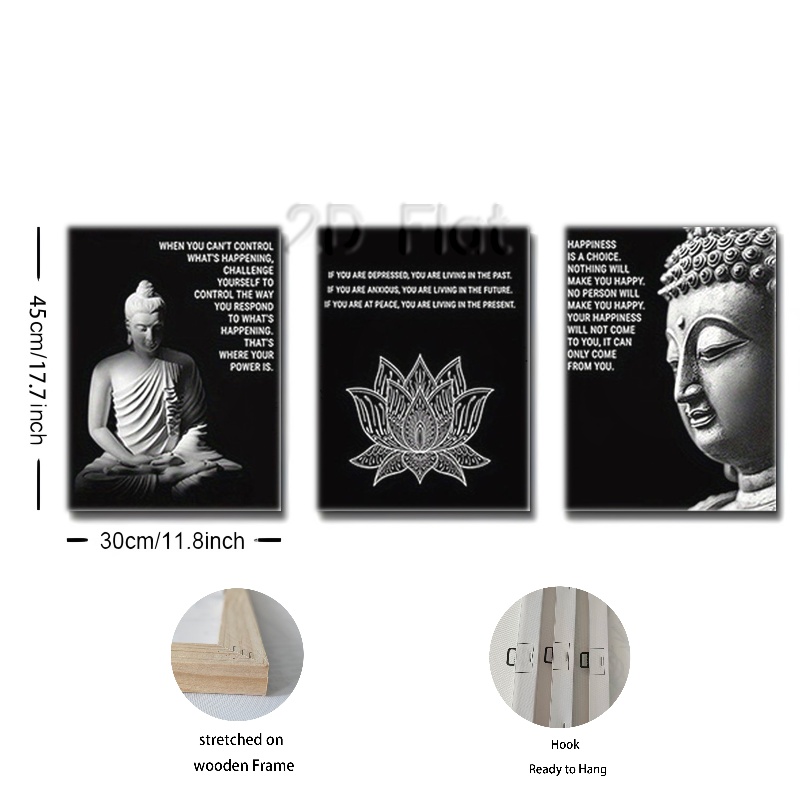 2D Flat
WHEN YOU CAN'T CONTROL
WHAT'S HAPPENING,
CHALLENGE
YOURSELF TO
CONTROL THE WAY
YOU RESPOND
TO WHAT'S
HAPPENING.
THAT'S
WHERE YOUR
POWER IS.
IF YOU ARE DEPRESSED, YOU ARE LIVING IN THE PAST.
IF YOU ARE ANXIOUS, YOU ARE LIVING IN THE FUTURE.
IF YOU ARE AT PEACE, YOU ARE LIVING IN THE PRESENT.
HAPPINESS
IS A CHOICE.
NOTHING WILL
MAKE YOU HAPPY.
NO PERSON WILL
MAKE YOU HAPPY.
YOUR HAPPINESS
WILL NOT COME
TO YOU, IT CAN
ONLY COME
FROM YOU.
45cm/17.7inch
30cm/11.8inch
stretched on
wooden Frame
Hook
Ready to Hang